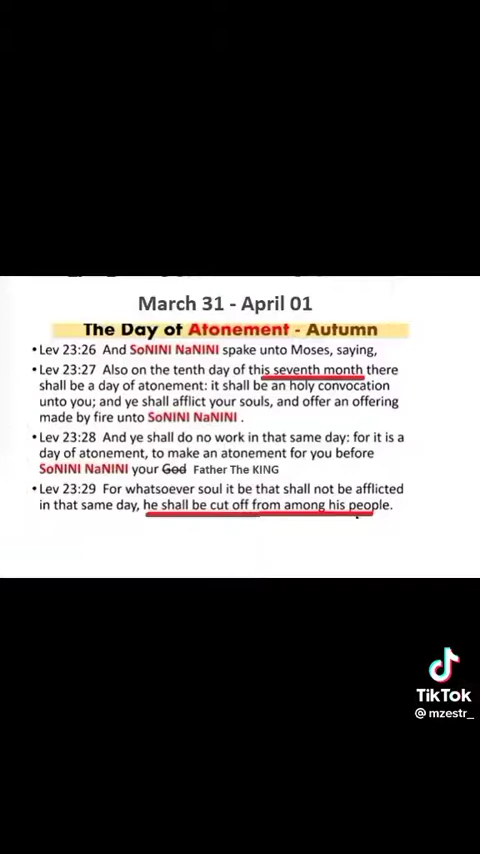 March 31 - April 01
The Day of Atonement - Autumn
• Lev 23:26 And SoNINI NaNINI spake unto Moses, saying,
• Lev 23:27 Also on the tenth day of this seventh month there
shall be a day of atonement: it shall be an holy convocation
unto you; and ye shall afflict your souls, and offer an offering
made by fire unto SoNINI NaNINI .
• Lev 23:28 And ye shall do no work in that same day: for it is a
day of atonement, to make an atonement for you before
SoNINI NaNINI your God Father The KING
• Lev 23:29 For whatsoever soul it be that shall not be afflicted
in that same day, he shall be cut off from among his people.
TikTok
@mzestr_